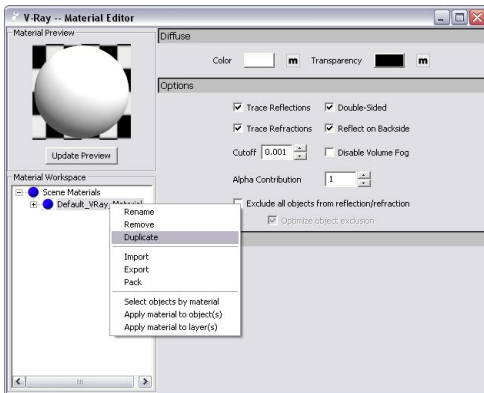 V-Ray -- Material Editor
Material Preview
Update Preview
Material Workspace
Scene Materials
Default_VRay_Material
Rename
Remove
Duplicate
Import
Export
Pack
Select objects by material
Apply material to object(s)
Apply material to layer(s)
Diffuse
Color m Transparency m
Options
Trace Reflections Double-Sided
Trace Refractions Reflect on Backside
Cutoff 0.001 Disable Volume Fog
Alpha Contribution 1
Exclude all objects from reflection/refraction
Optimize object exclusion